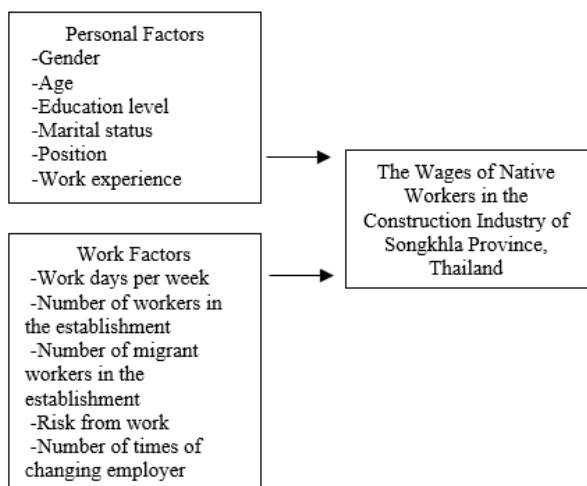 Personal Factors
-Gender
-Age
-Education level
-Marital status
-Position
-Work experience
The Wages of Native
Workers in the
Construction Industry of
Songkhla Province,
Thailand
Work Factors
-Work days per week
-Number of workers in
the establishment
-Number of migrant
workers in the
establishment
-Risk from work
-Number of times of
changing employer